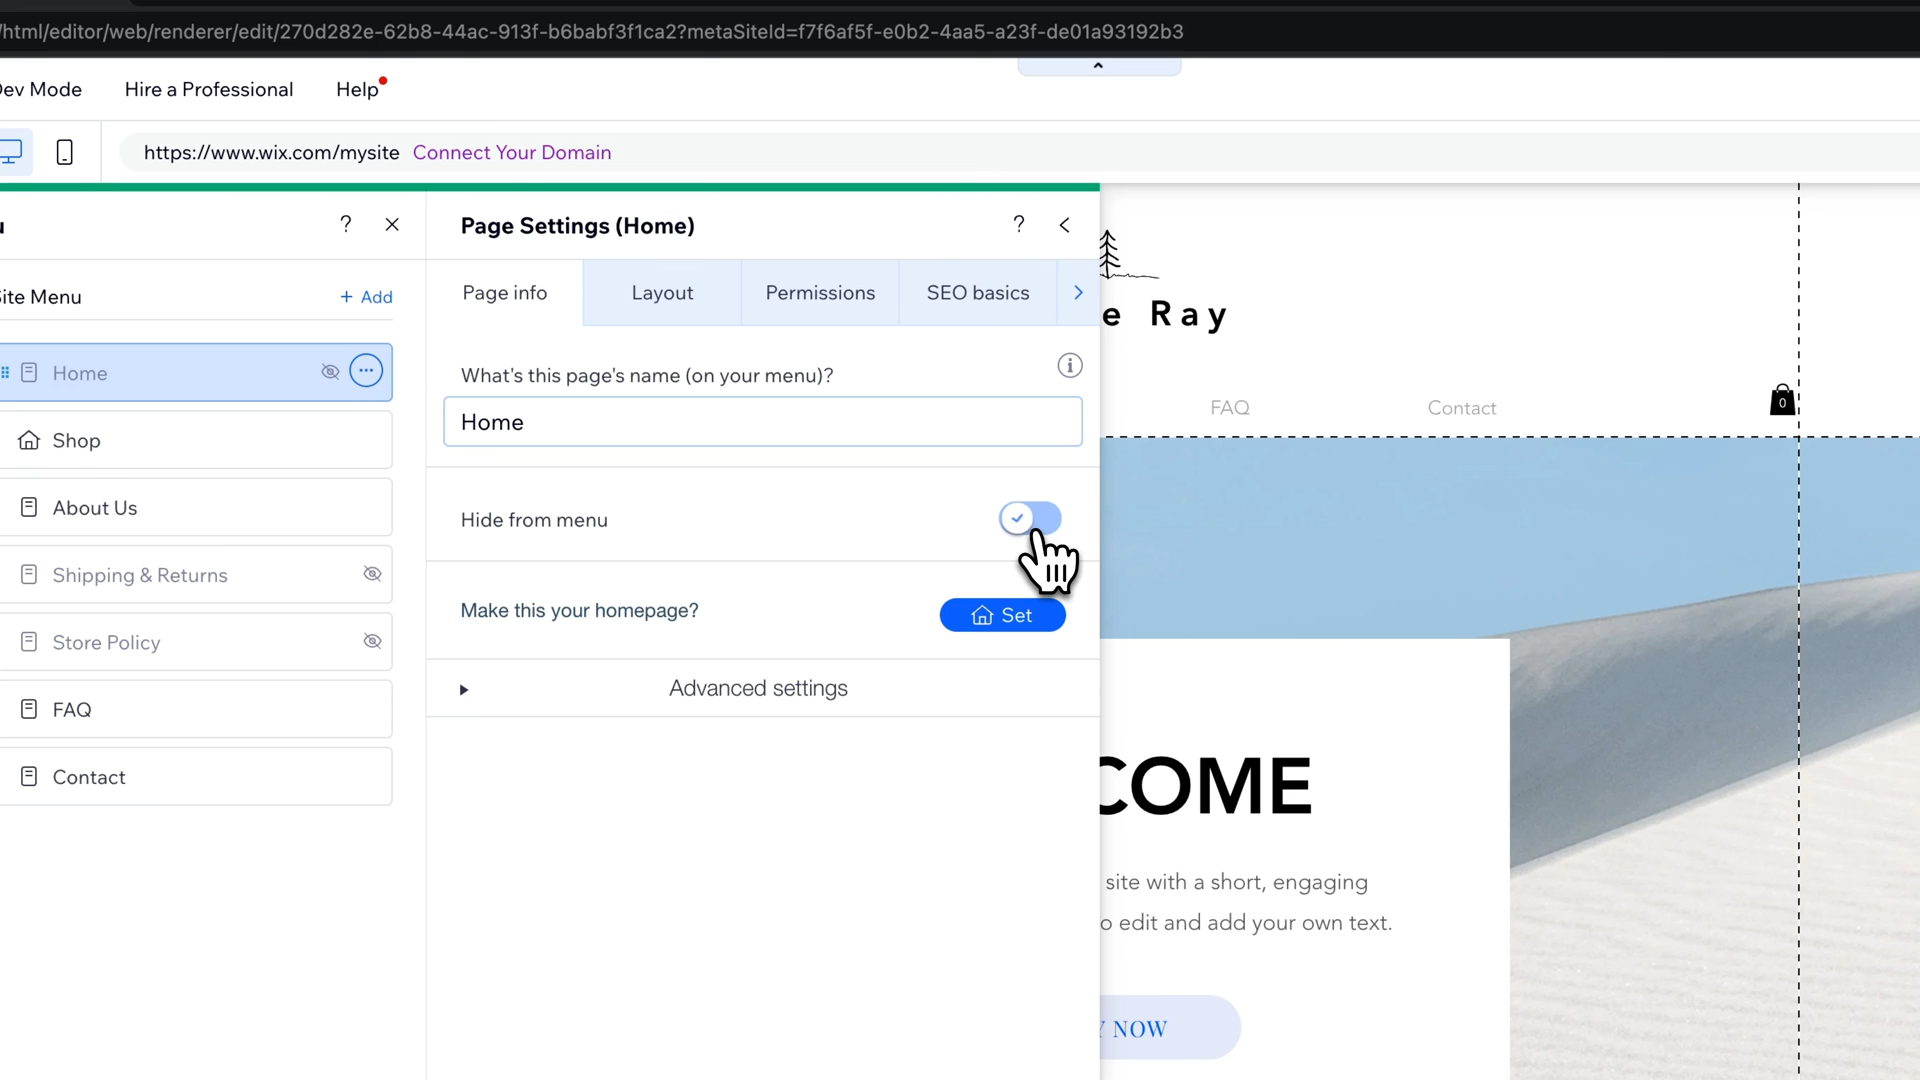 /html/editor/web/renderer/edit/270d282e-62b8-44ac-913f-b6babf3f1ca2?metaSiteId=f7f6af5f-e0b2-4aa5-a23f-de01a93192b3
Dev Mode Hire a Professional Help
https://www.wix.com/mysite Connect Your Domain
u ? Page Settings (Home) ?
Site Menu + Add
Page info Layout Permissions SEO basics
e Ray
Home
What's this page's name (on your menu)?
Home
FAQ Contact 0
Shop
About Us
Hide from menu
Shipping & Returns
Make this your homepage? Set
Store Policy
Advanced settings
FAQ
Contact
COME
site with a short, engaging
o edit and add your own text.
Y NOW